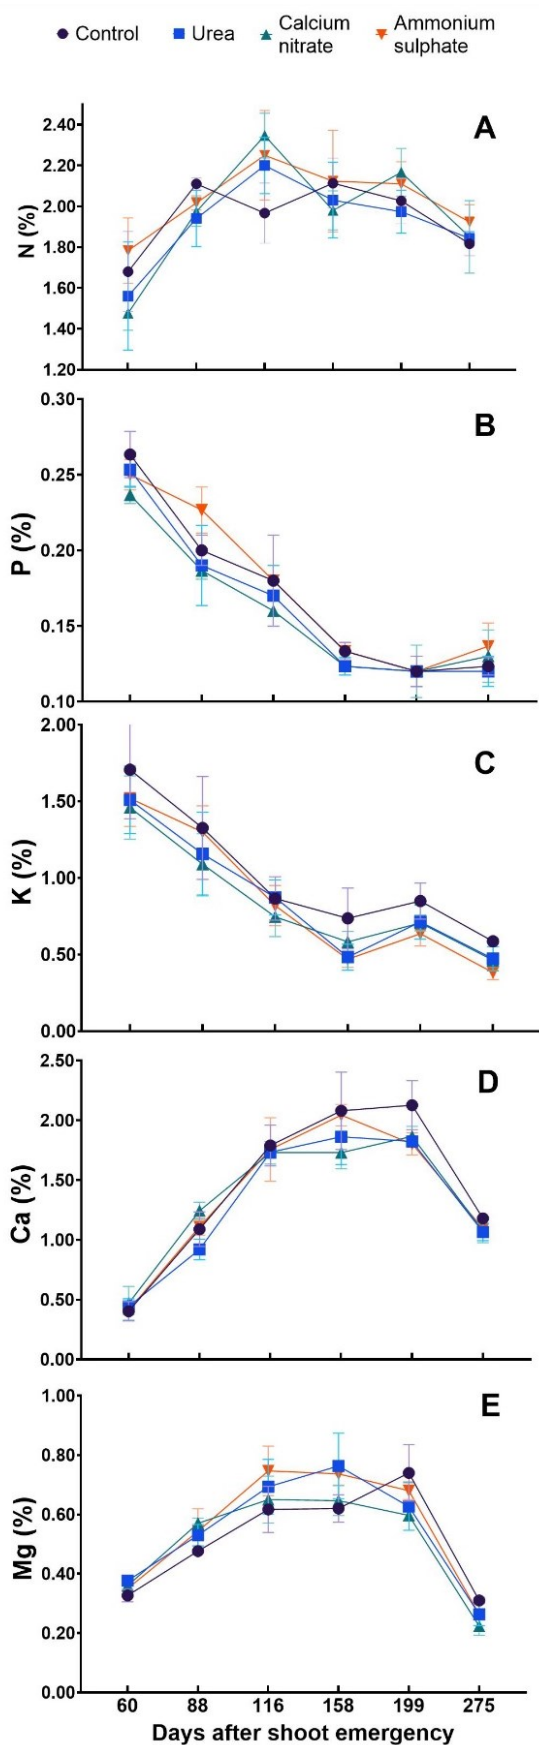 Control Urea Calcium nitrate Ammonium sulphate
A
N (%)
2.40
2.20
2.00
1.80
1.60
1.40
1.20
B
P (%)
0.30
0.25
0.20
0.15
0.10
C
K (%)
2.00
1.50
1.00
0.50
0.00
D
Ca (%)
2.50
2.00
1.50
1.00
0.50
0.00
E
Mg (%)
1.00
0.80
0.60
0.40
0.20
0.00
60 88 116 158 199 275
Days after shoot emergency